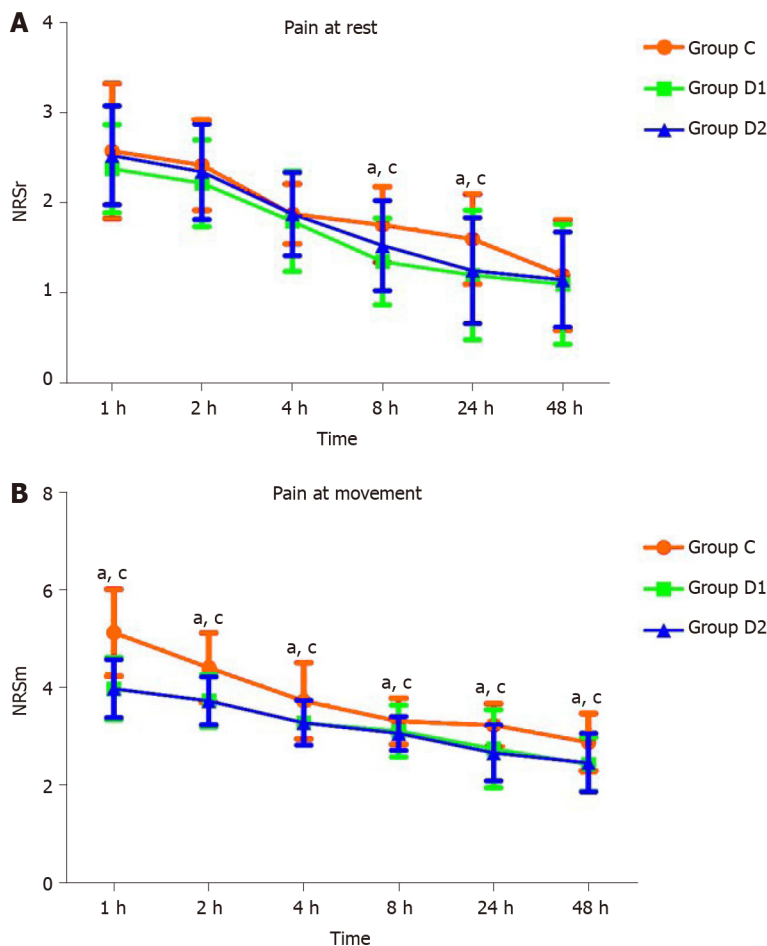 A
Pain at rest
4
3
2
1
0
NRSr
a, c
a, c
1 h 2 h 4 h 8 h 24 h 48 h
Time
Group C
Group D1
Group D2
B
Pain at movement
8
6
4
2
0
NRSm
a, c
a, c
a, c
a, c
a, c
a, c
1 h 2 h 4 h 8 h 24 h 48 h
Time
Group C
Group D1
Group D2